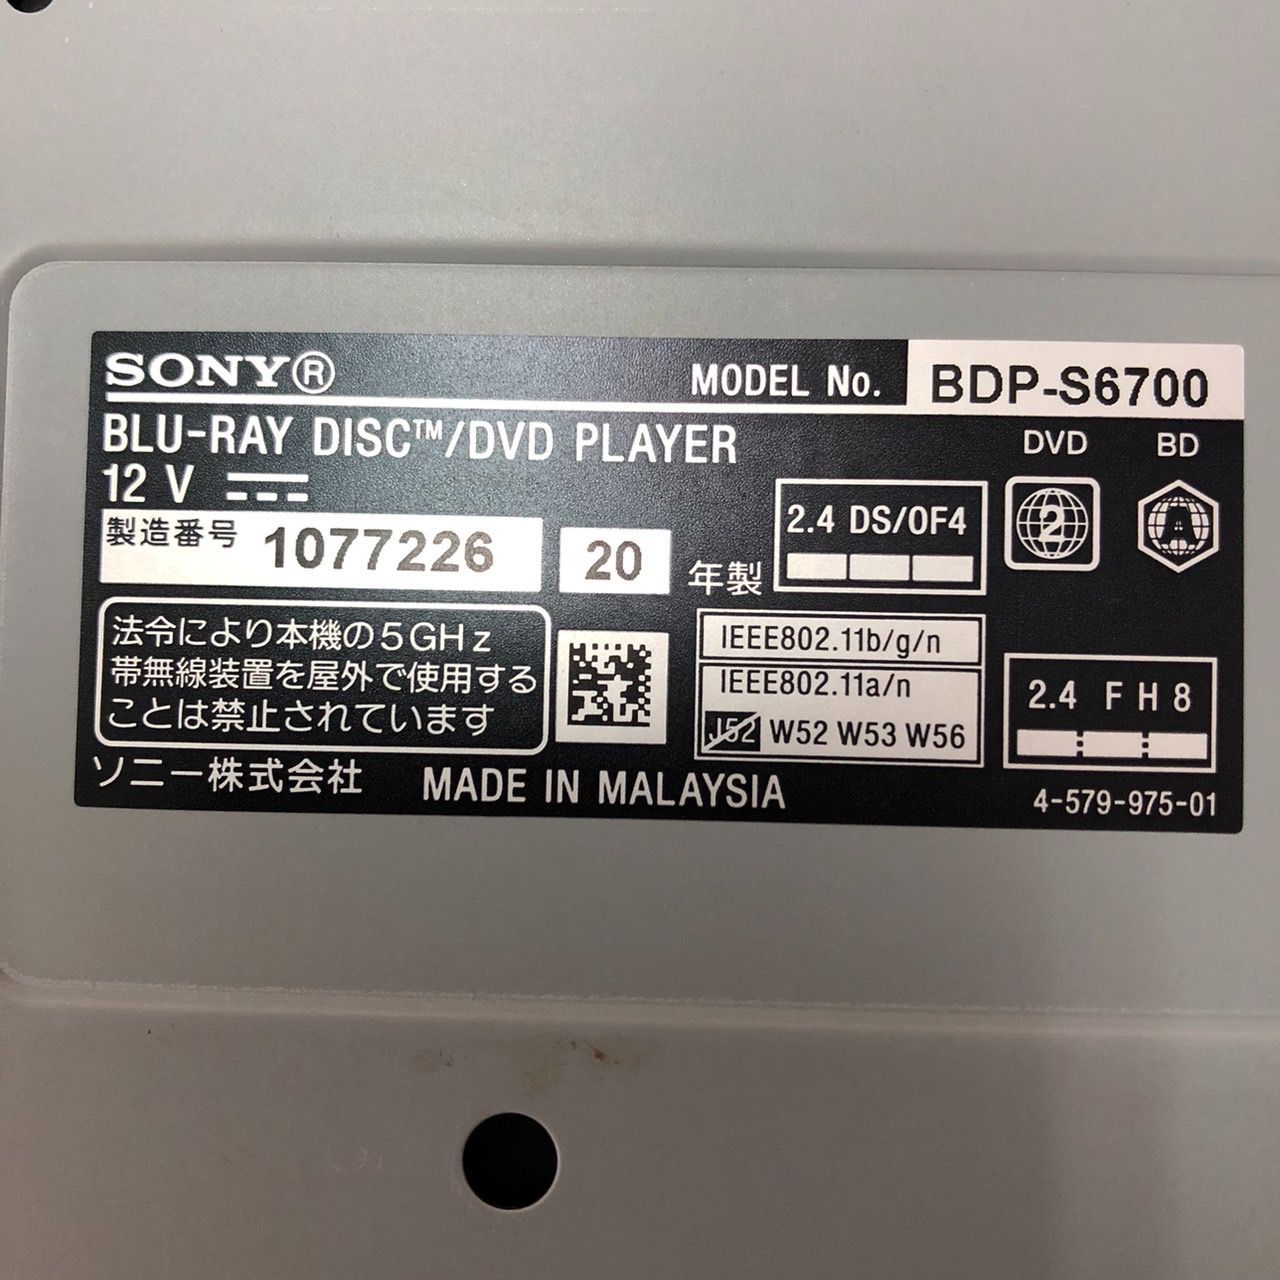 SONY®
MODEL No. BDP-S6700
BLU-RAY DISC™/DVD PLAYER
DVD BD
12 V
2.4 DS/OF4
2 A
製造番号 1077226 20 年製
法令により本機の5GHz
帯無線装置を屋外で使用する
ことは禁止されています
IEEE802.11b/g/n
IEEE802.11a/n
J52 W52 W53 W56
2.4 FH8
ソニー株式会社 MADE IN MALAYSIA
4-579-975-01